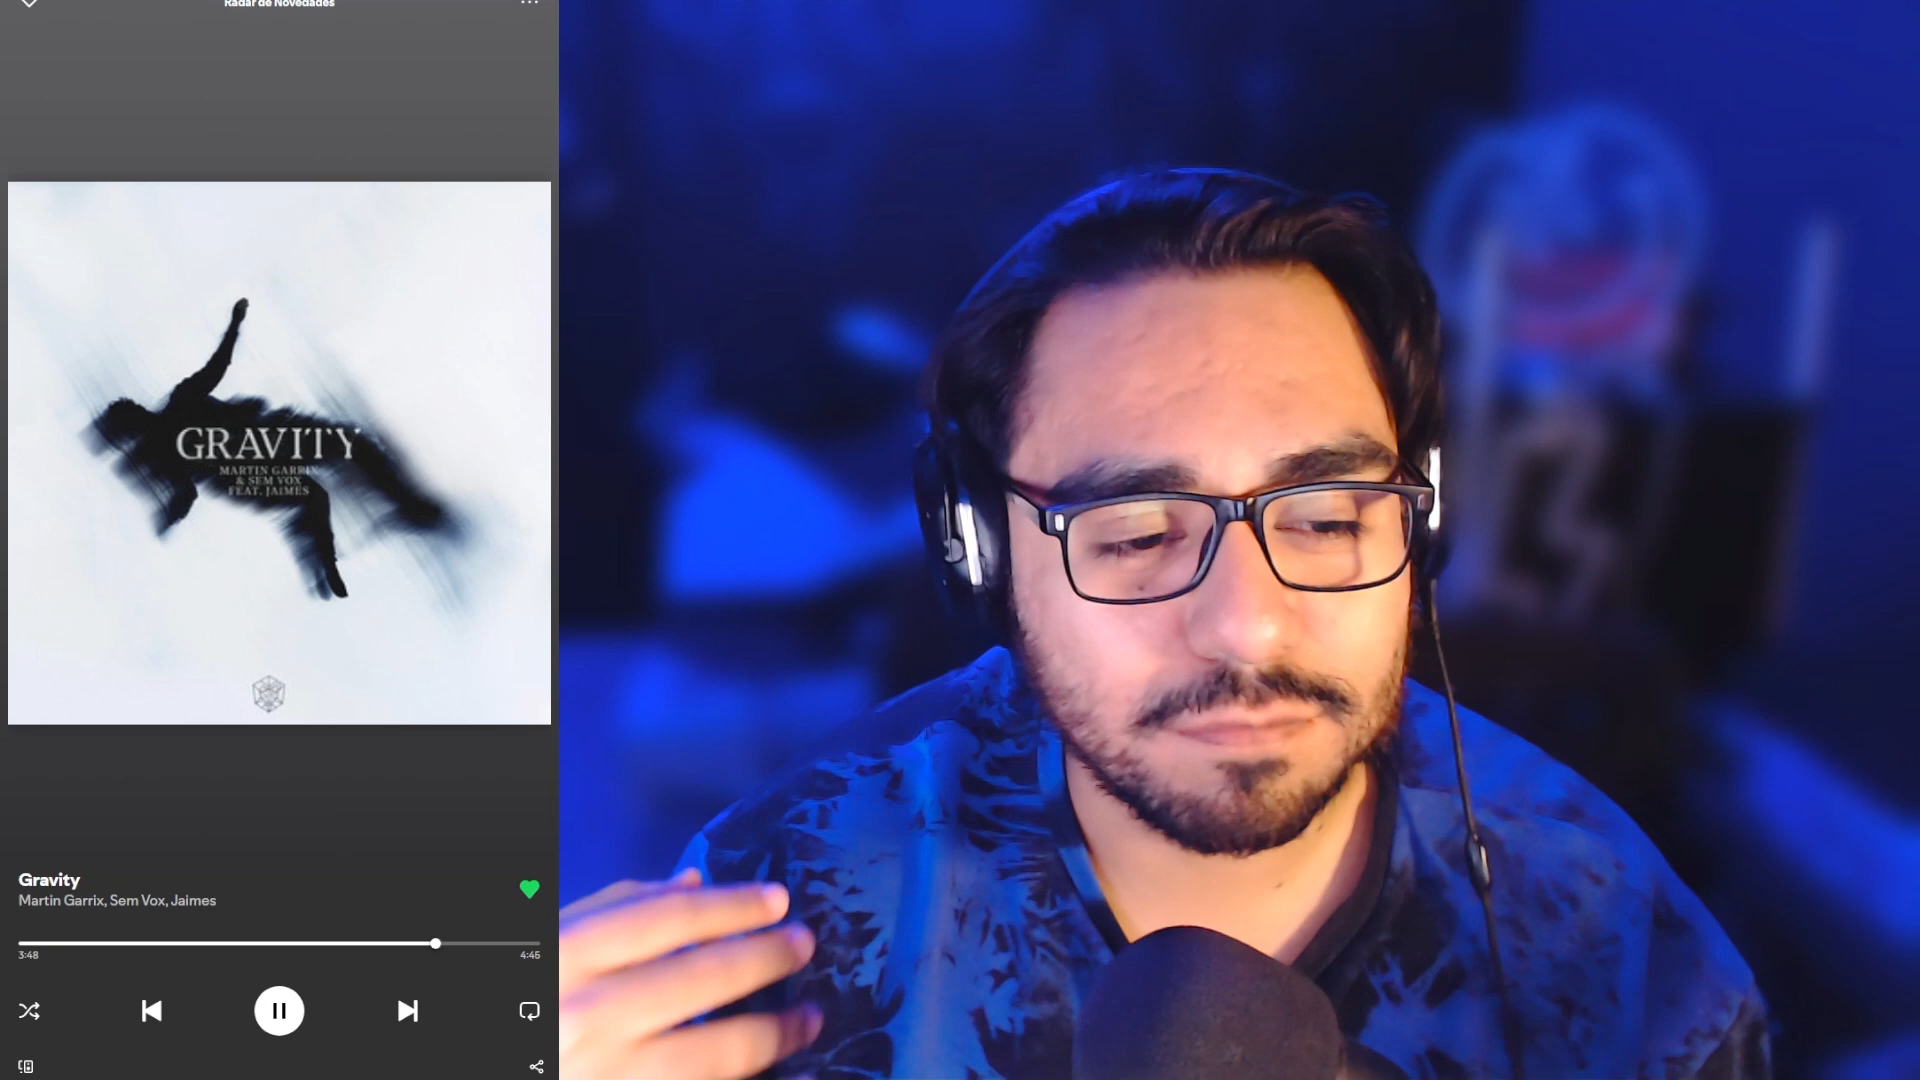 Radar de Novedades
GRAVITY
MARTIN GARRIX
& SEM VOX
FEAT. JAIMES
Gravity
Martin Garrix, Sem Vox, Jaimes
3:48
4:45